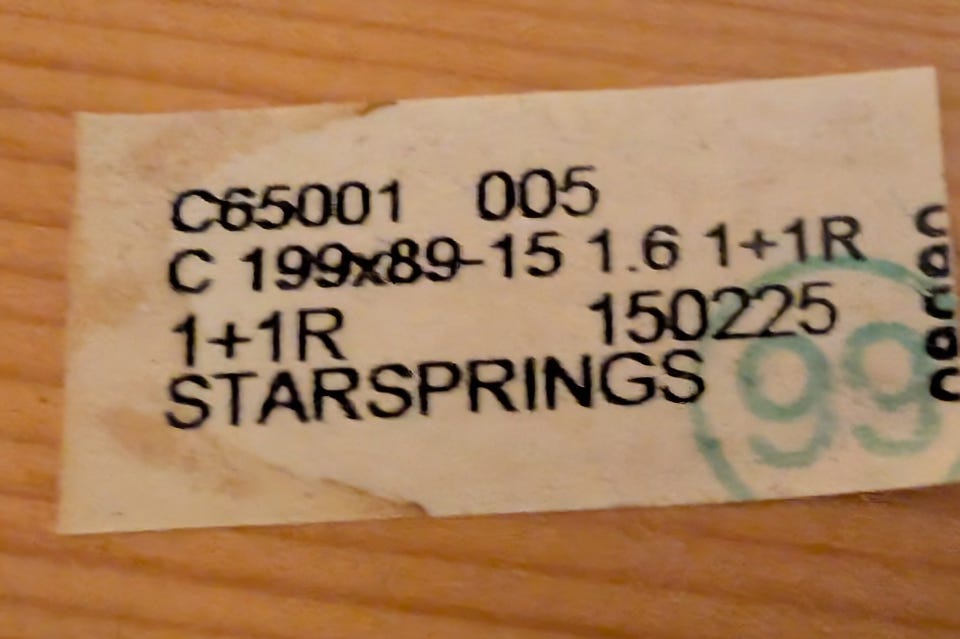 C65001 005
C 199x89-15 1.6 1+1R
1+1R 150225
STARSPRINGS
99